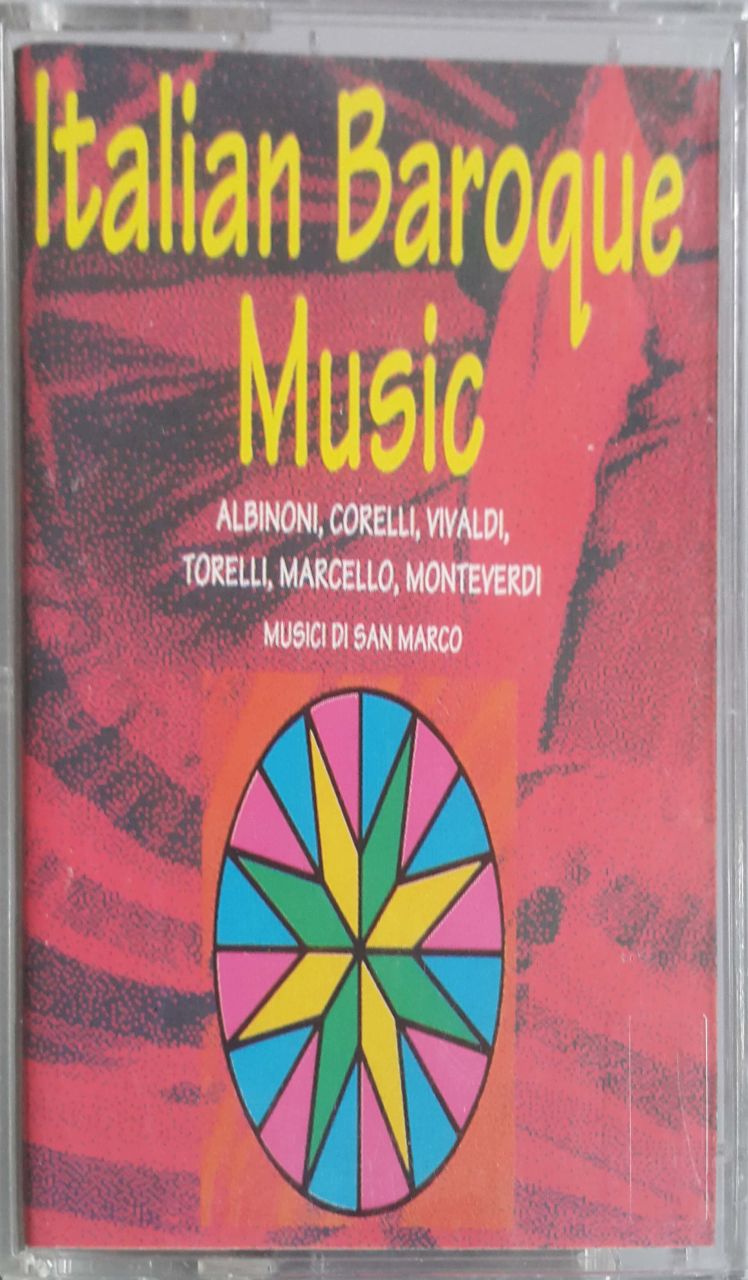 Italian Baroque
Music
ALBINONI, CORELLI, VIVALDI,
TORELLI, MARCELLO, MONTEVERDI
MUSICI DI SAN MARCO